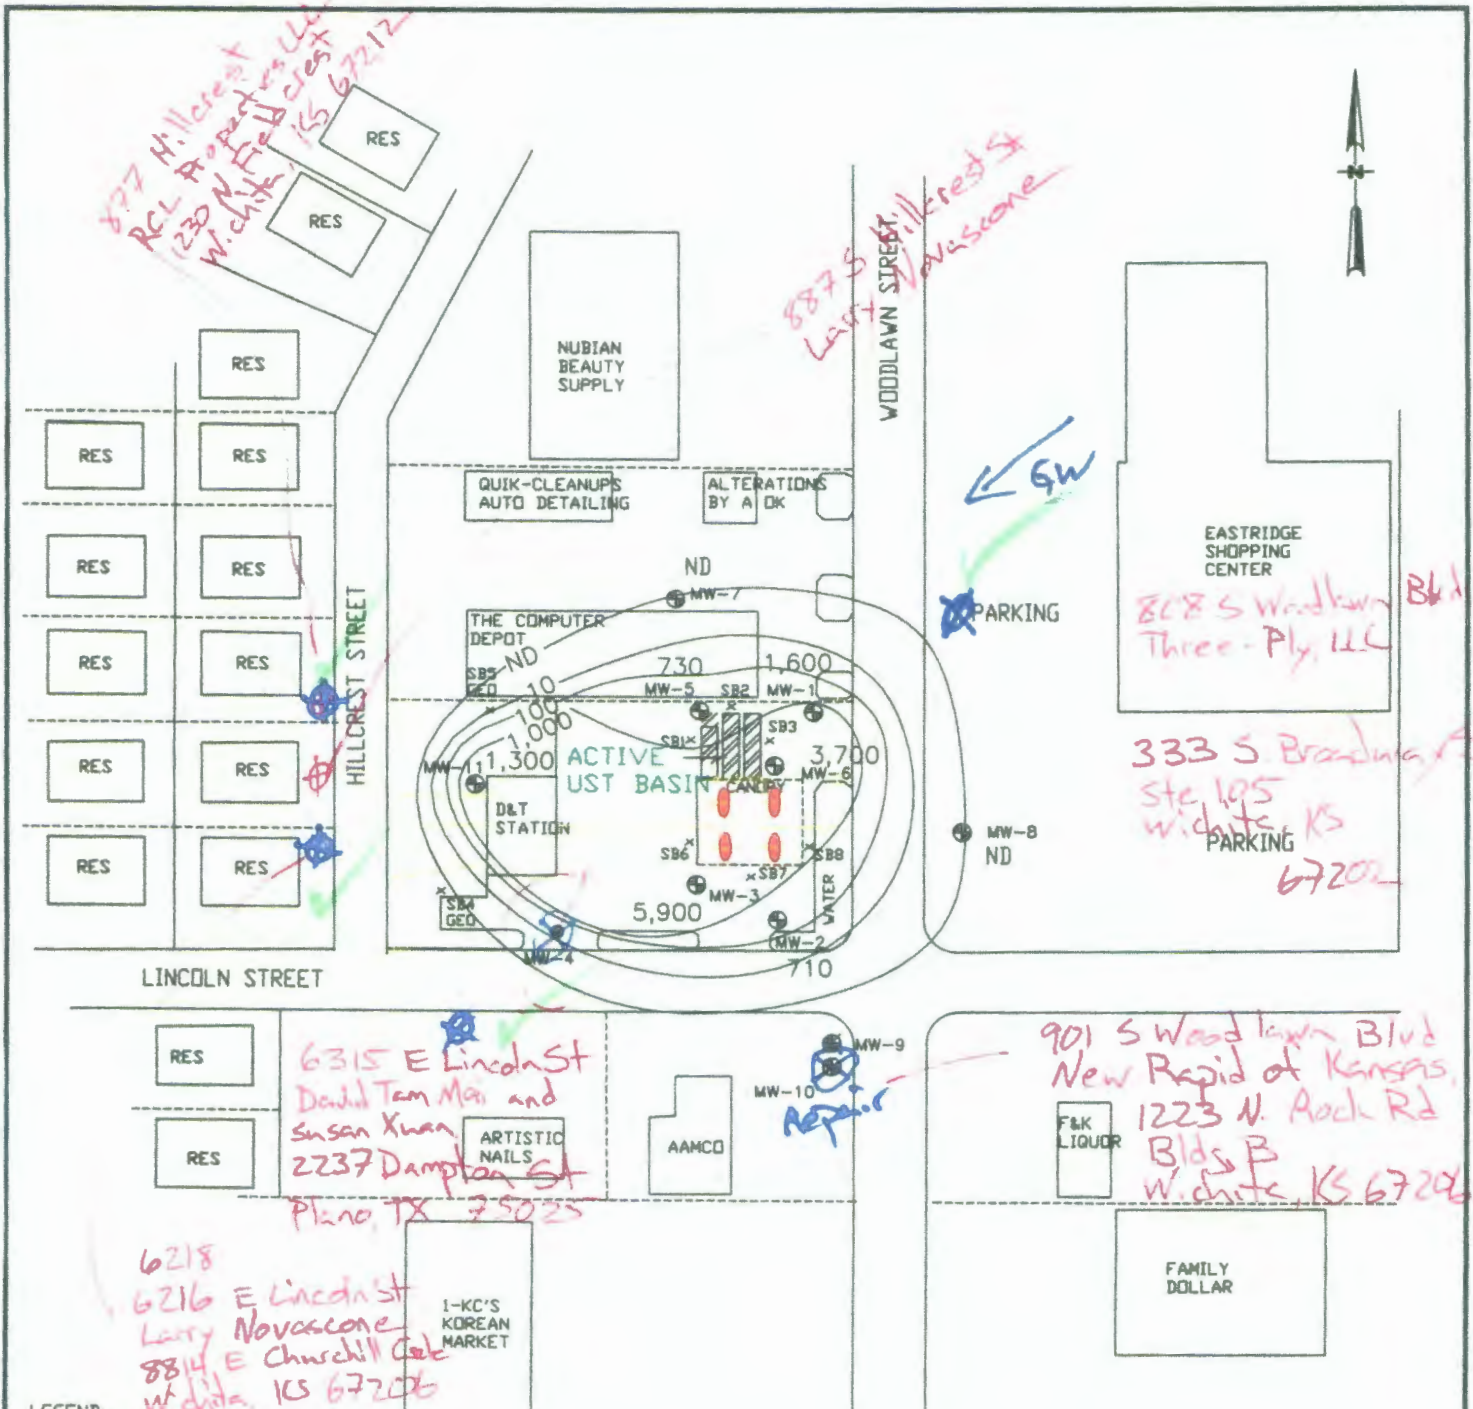 877 Hillcrest
RCL Properties LLC
1230 N Fieldcrest
Wichita, KS 67212
RES
RES
887 S Hillcrest St
Larry Novascone
N
WOODLAWN STREET
NUBIAN
BEAUTY
SUPPLY
RES
RES
RES
QUIK-CLEANUPS
AUTO DETAILING
ALTERATIONS
BY A OK
GW
EASTRIDGE
SHOPPING
CENTER
RES
RES
ND
MW-7
PARKING
808 S Woodlawn Blvd
Three-Ply, LLC
HILLCREST STREET
THE COMPUTER
DEPOT
ND
SB5
GEO
730
1,600
RES
RES
10
MW-5
SB2
MW-1
100
1,000
SB1
SB3
333 S. Broadway
Ste 105
Wichita, KS
67202
RES
RES
MW-11
1,300
ACTIVE
UST BASIN
3,700
MW-6
CANOPY
D&T
STATION
MW-8
ND
PARKING
RES
RES
SB6
SB8
SB7
SB4
GEO
MW-3
WATER
5,900
MW-4
MW-2
710
LINCOLN STREET
RES
6315 E Lincoln St
David Tam Mai and
Susan Xuan
2237 Dampton St
Plano, TX 75025
MW-9
MW-10
Repair
901 S Woodlawn Blvd
New Rapid of Kansas,
1223 N. Rock Rd
Bldg B
Wichita, KS 67206
RES
ARTISTIC
NAILS
AAMCO
F&K
LIQUOR
6218
6216 E Lincoln St
Larry Novascone
8814 E Churchill Circle
Wichita, KS 67206
1-KC'S
KOREAN
MARKET
FAMILY
DOLLAR
LEGEND